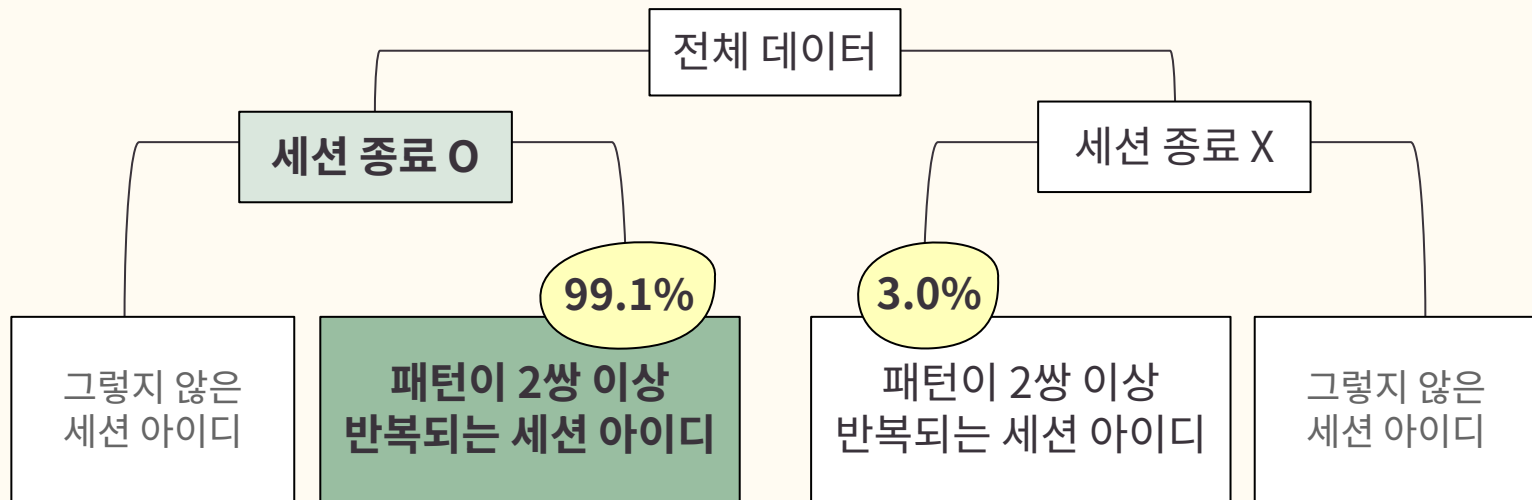 전체 데이터
세션 종료 O
세션 종료 X
99.1%
3.0%
그렇지 않은
세션 아이디
패턴이 2쌍 이상
반복되는 세션 아이디
패턴이 2쌍 이상
반복되는 세션 아이디
그렇지 않은
세션 아이디